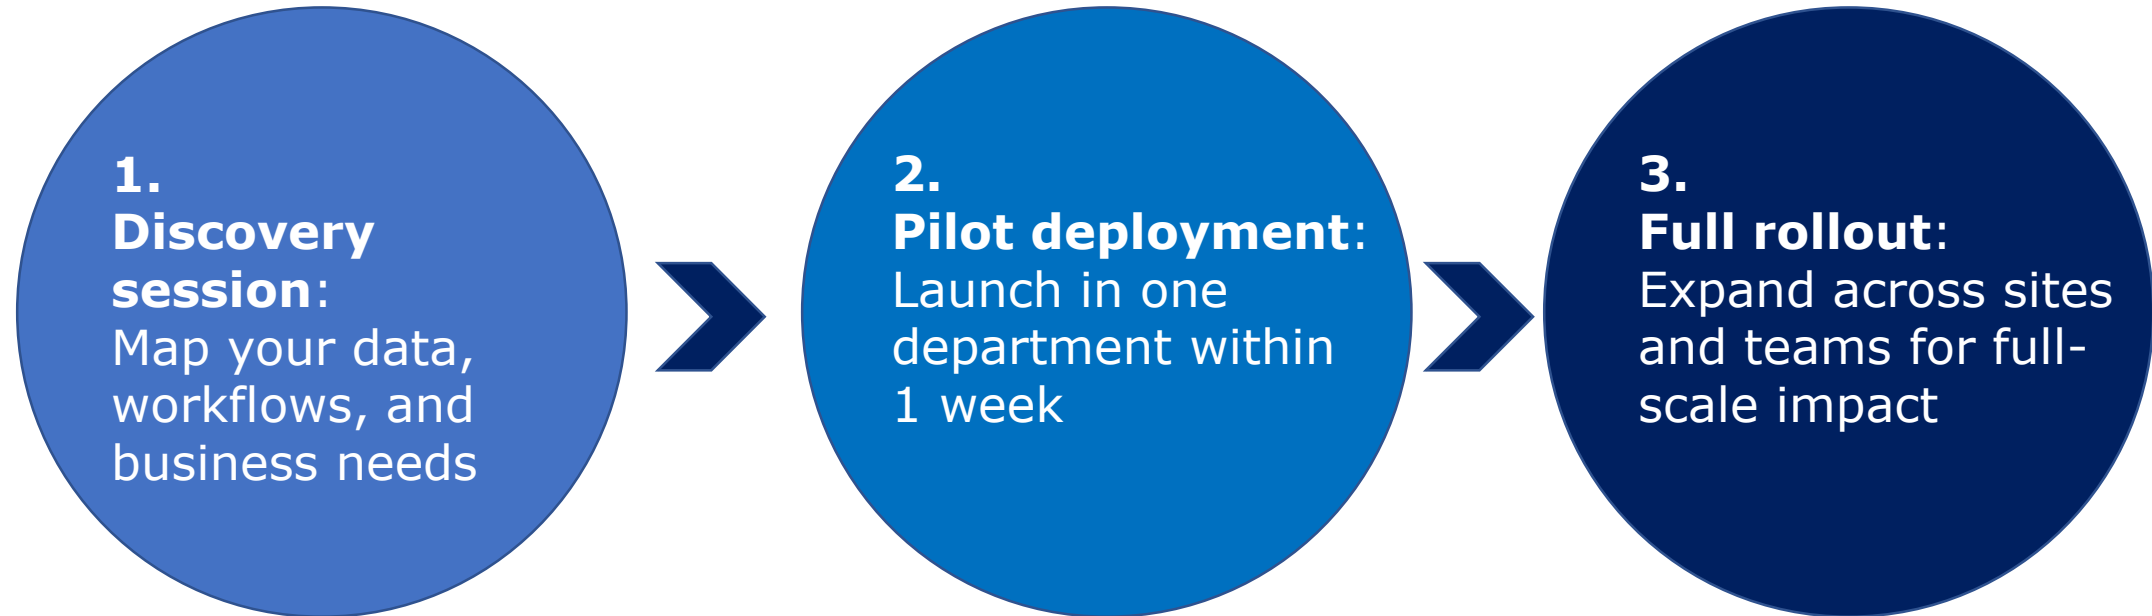 1.
Discovery
session:
Map your data,
workflows, and
business needs
2.
Pilot deployment:
Launch in one
department within
1 week
3.
Full rollout:
Expand across sites
and teams for full-
scale impact